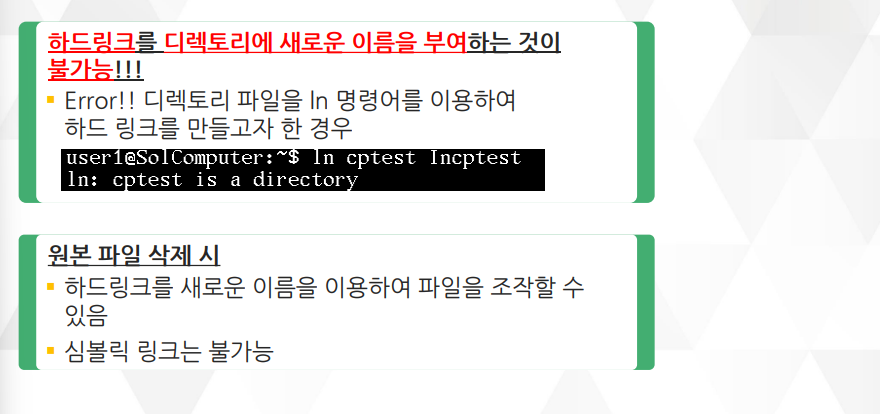 하드링크를 디렉토리에 새로운 이름을 부여하는 것이
불가능!!!
Error!! 디렉토리 파일을 ln 명령어를 이용하여
하드 링크를 만들고자 한 경우
user1@SolComputer:~$ ln cptest Incptest
ln: cptest is a directory
원본 파일 삭제 시
하드링크를 새로운 이름을 이용하여 파일을 조작할 수
있음
심볼릭 링크는 불가능